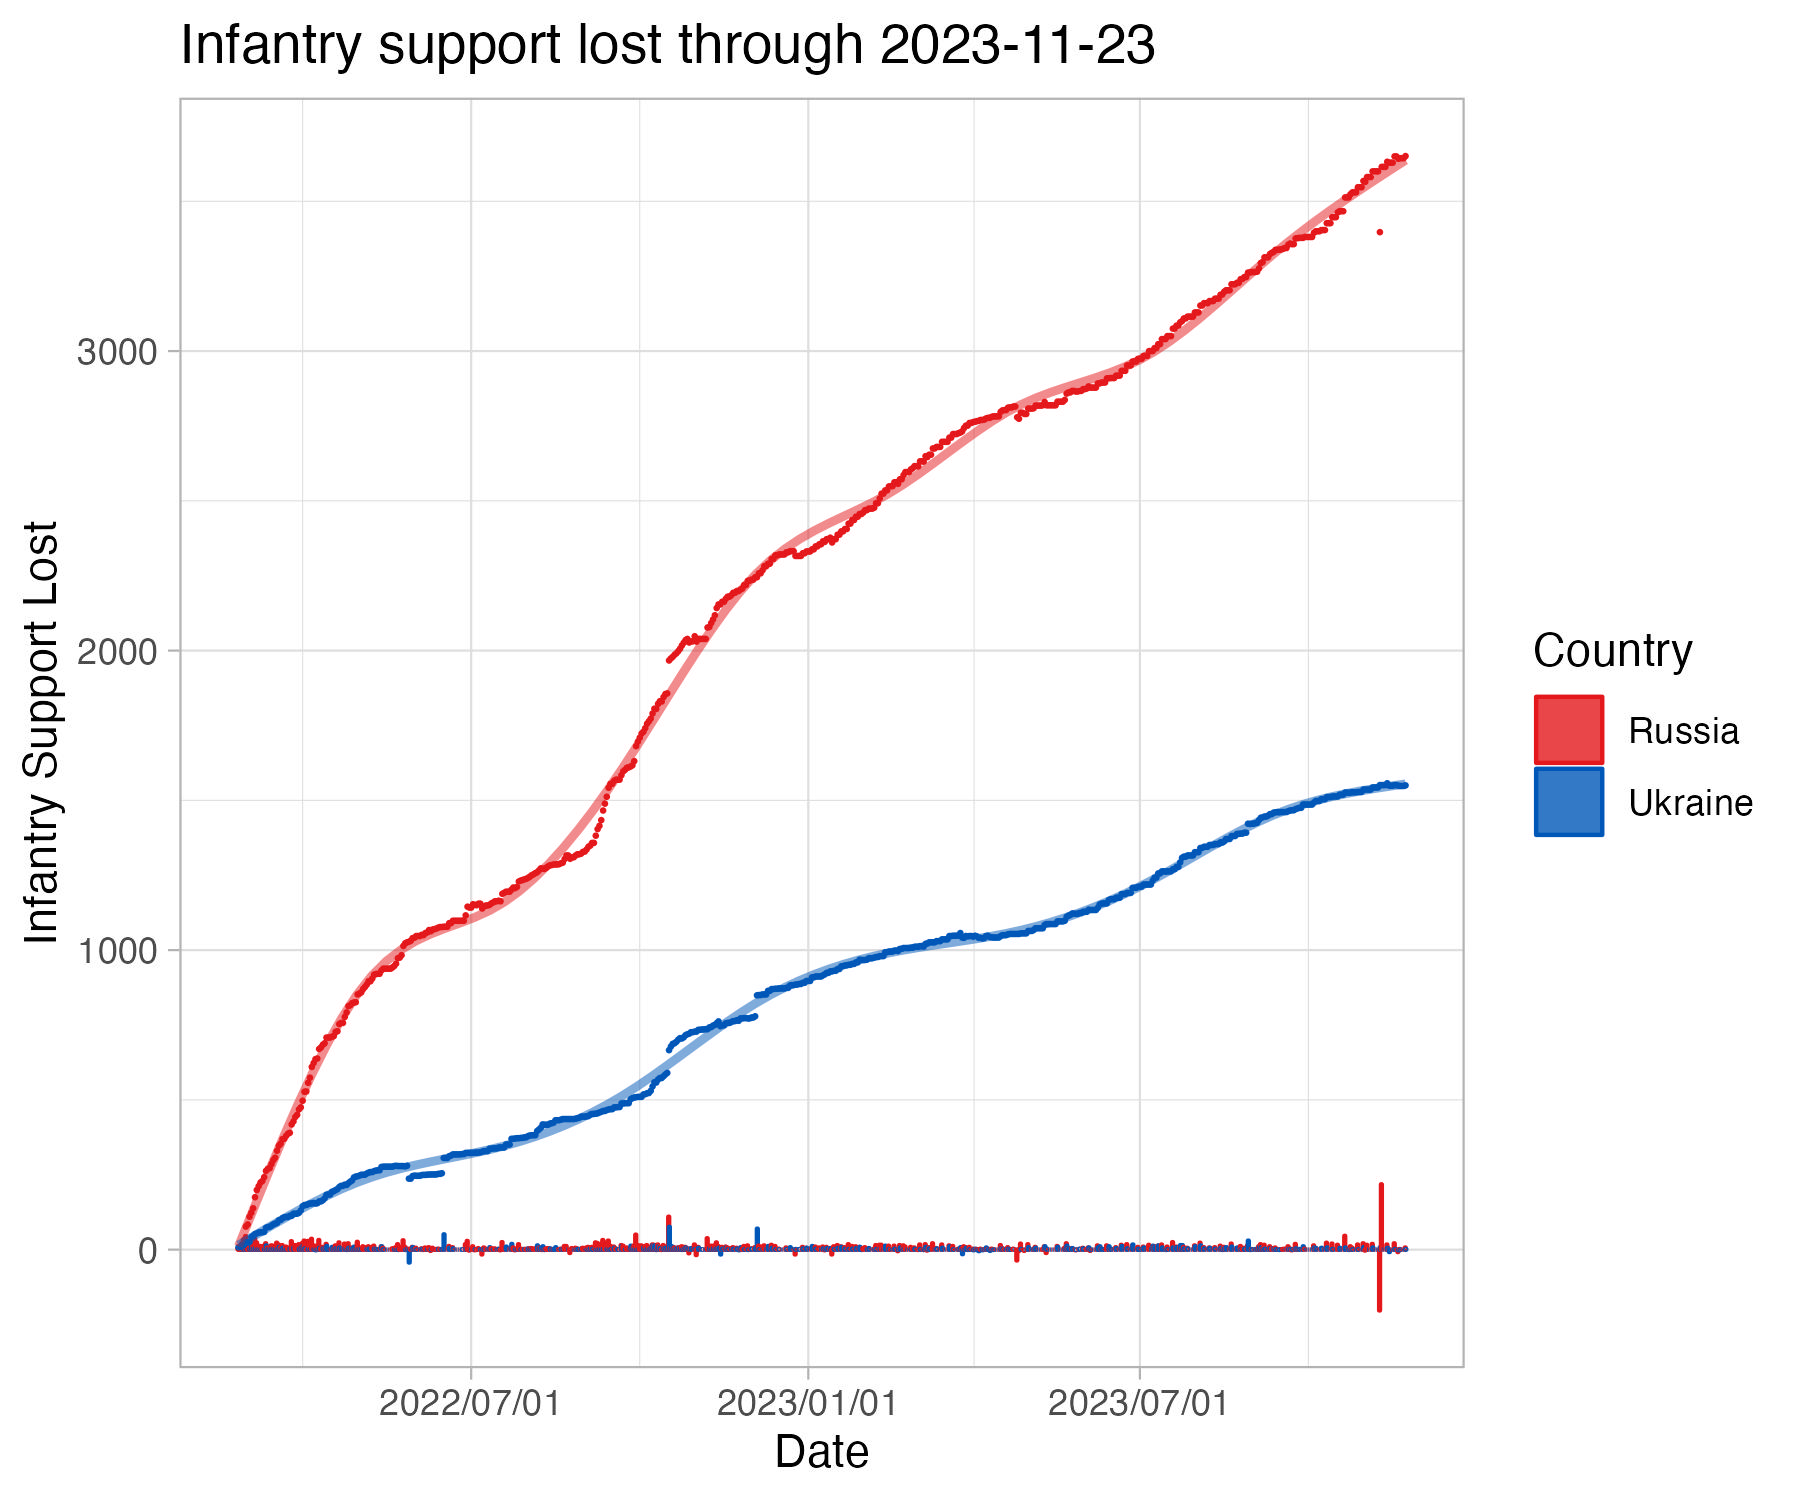 Infantry support lost through 2023-11-23
Infantry Support Lost
3000
2000
1000
0
2022/07/01
2023/01/01
2023/07/01
Date
Country
Russia
Ukraine